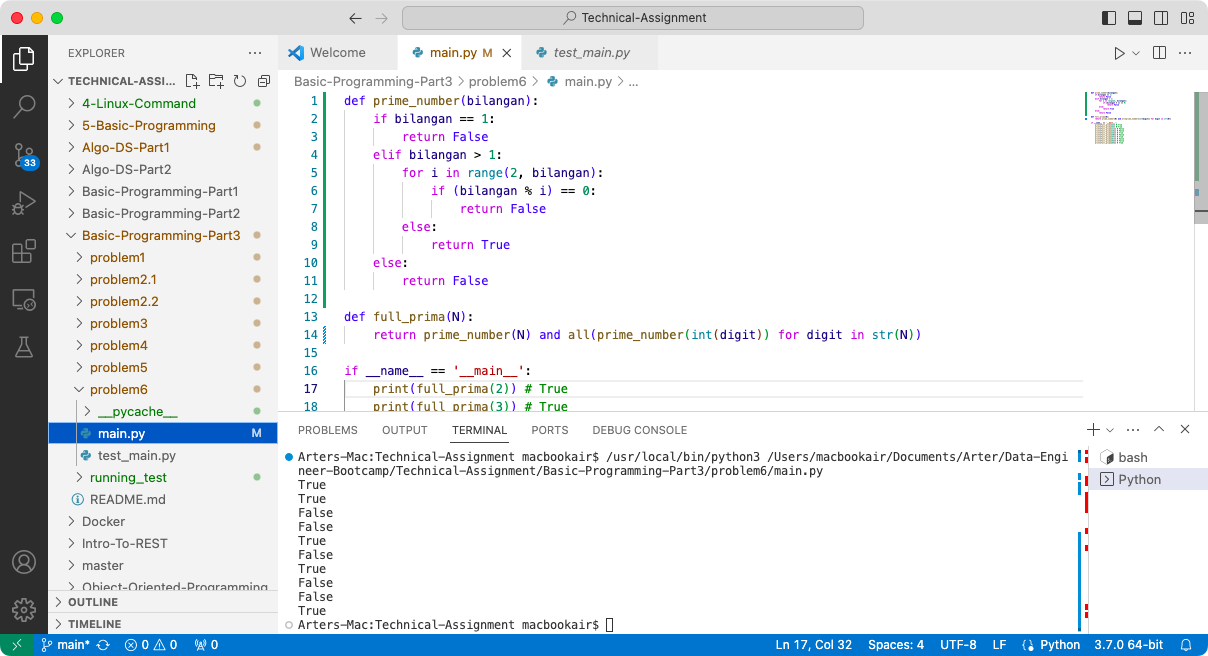 Technical-Assignment
EXPLORER
TECHNICAL-ASSI...
4-Linux-Command
5-Basic-Programming
Algo-DS-Part1
Algo-DS-Part2
Basic-Programming-Part1
Basic-Programming-Part2
Basic-Programming-Part3
problem1
problem2.1
problem2.2
problem3
problem4
problem5
problem6
__pycache__
main.py M
test_main.py
running_test
README.md
Docker
Intro-To-REST
master
Object-Oriented-Programming
OUTLINE
TIMELINE
33
Welcome
main.py M
test_main.py
Basic-Programming-Part3 > problem6 > main.py > ...
1 def prime_number(bilangan):
2 if bilangan == 1:
3 return False
4 elif bilangan > 1:
5 for i in range(2, bilangan):
6 if (bilangan % i) == 0:
7 return False
8 else:
9 return True
10 else:
11 return False
12
13 def full_prima(N):
14 return prime_number(N) and all(prime_number(int(digit)) for digit in str(N))
15
16 if __name__ == '__main__':
17 print(full_prima(2)) # True
18 print(full_prima(3)) # True
PROBLEMS OUTPUT TERMINAL PORTS DEBUG CONSOLE
Arters-Mac:Technical-Assignment macbookair$ /usr/local/bin/python3 /Users/macbookair/Documents/Arter/Data-Engi
neer-Bootcamp/Technical-Assignment/Basic-Programming-Part3/problem6/main.py
True
True
False
False
True
False
True
False
False
True
Arters-Mac:Technical-Assignment macbookair$
bash
Python
main* 0 0 0 Ln 17, Col 32 Spaces: 4 UTF-8 LF Python 3.7.0 64-bit